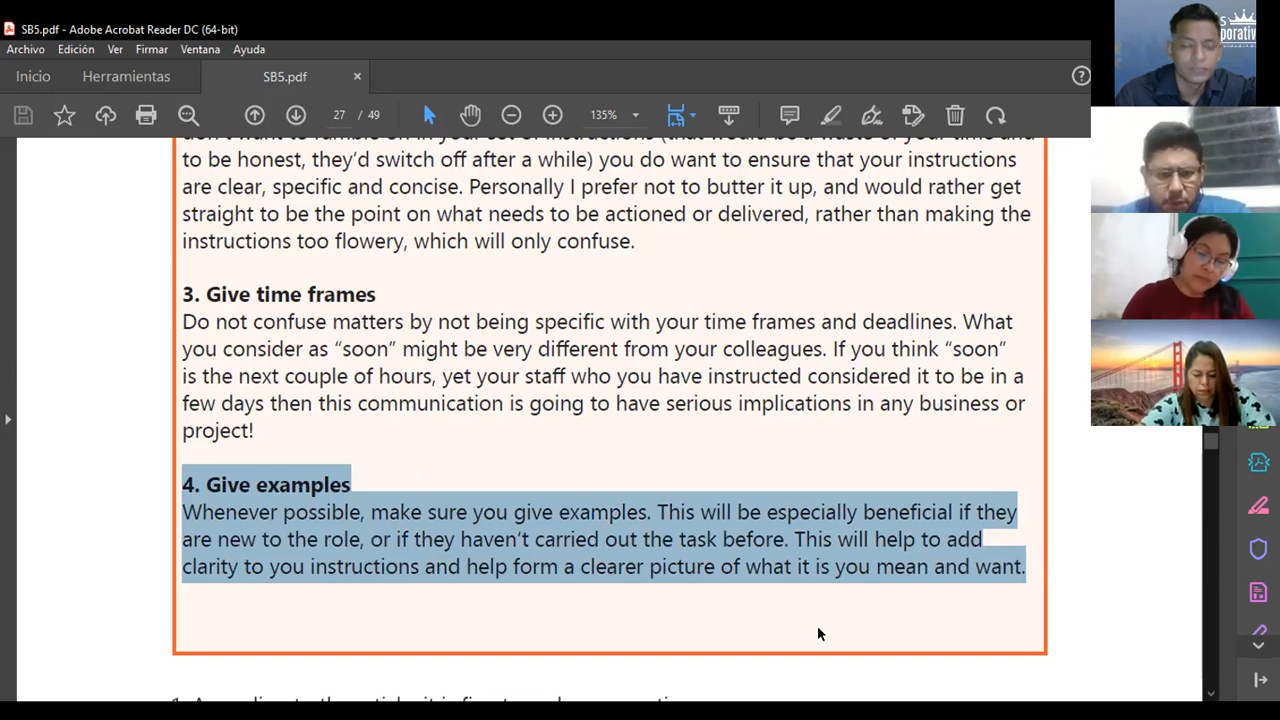 SB5.pdf - Adobe Acrobat Reader DC (64-bit)
Archivo Edición Ver Firmar Ventana Ayuda
Inicio Herramientas SB5.pdf ×
27 / 49 135%
to be honest, they'd switch off after a while) you do want to ensure that your instructions
are clear, specific and concise. Personally I prefer not to butter it up, and would rather get
straight to be the point on what needs to be actioned or delivered, rather than making the
instructions too flowery, which will only confuse.
3. Give time frames
Do not confuse matters by not being specific with your time frames and deadlines. What
you consider as “soon” might be very different from your colleagues. If you think “soon”
is the next couple of hours, yet your staff who you have instructed considered it to be in a
few days then this communication is going to have serious implications in any business or
project!
4. Give examples
Whenever possible, make sure you give examples. This will be especially beneficial if they
are new to the role, or if they haven't carried out the task before. This will help to add
clarity to you instructions and help form a clearer picture of what it is you mean and want.